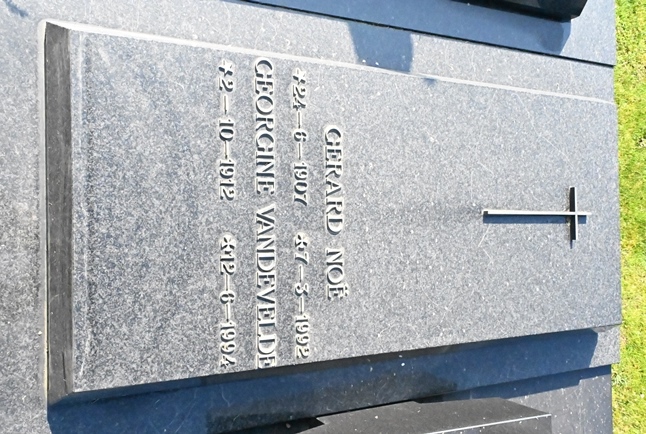 GERARD NOË
*24-6-1907 *7-3-1992
GEORGINE VANDEVELDE
*2-10-1912 *12-6-1994